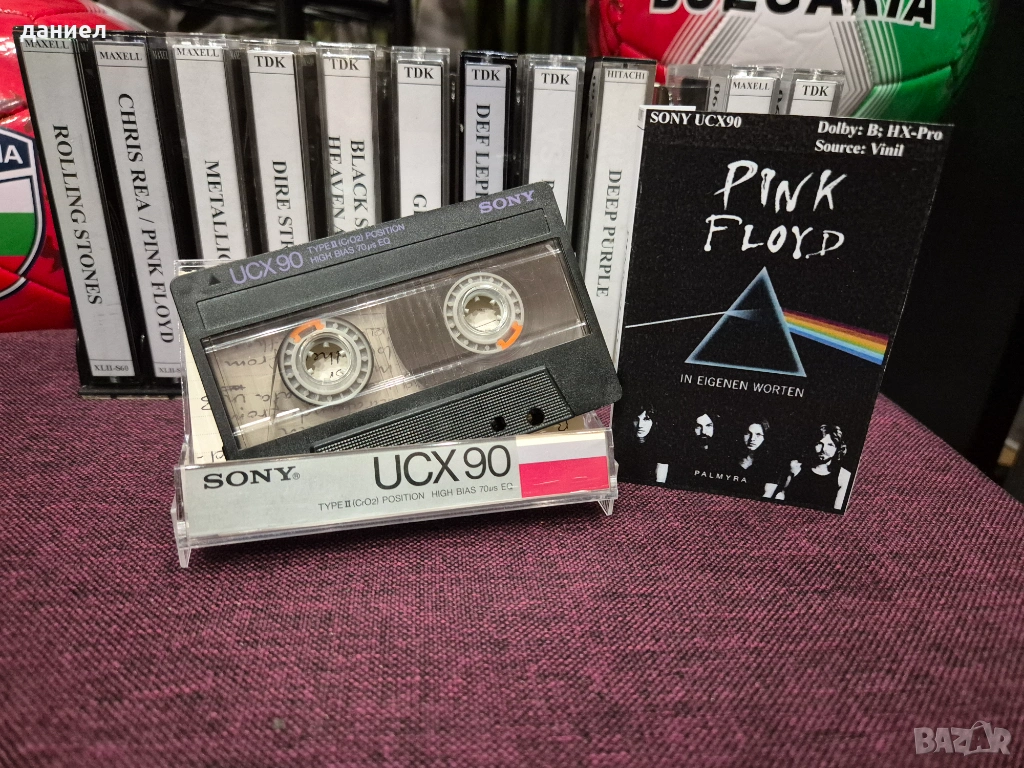 даниел
BULGARIA
MAXELL
ROLLING STONES
XLII-S60
MAXELL
CHRIS REA / PINK FLOYD
MAXELL
TDK
DIRE
TDK
BLACK
HEAVEN
TDK
TDK
DEF
TDK
HITACHI
DEEP PURPLE
MAXELL
TDK
SONY
UCX 90
TYPE II (CrO2) POSITION
HIGH BIAS 70µs EQ
SONY®
UCX 90
TYPE II (CrO2) POSITION HIGH BIAS 70µs EQ
SONY UCX90
Dolby: B; HX-Pro
Source: Vinil
PINK
FLOYD
IN EIGENEN WORTEN
PALMYRA
BAZAR